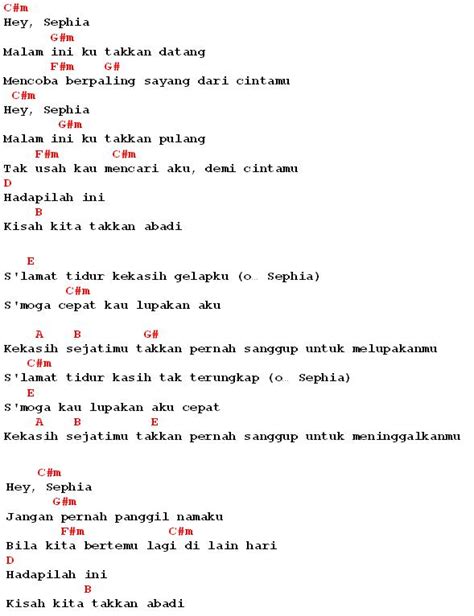 C#m
Hey, Sephia
G#m
Malam ini ku takkan datang
F#m G#
Mencoba berpaling sayang dari cintamu
C#m
Hey, Sephia
G#m
Malam ini ku takkan pulang
F#m C#m
Tak usah kau mencari aku, demi cintamu
D
Hadapilah ini
B
Kisah kita takkan abadi
E
S'lamat tidur kekasih gelapku (o… Sephia)
C#m
S'moga cepat kau lupakan aku
A B G#
Kekasih sejatimu takkan pernah sanggup untuk melupakanmu
C#m
S'lamat tidur kasih tak terungkap (o… Sephia)
E
S'moga kau lupakan aku cepat
A B E
Kekasih sejatimu takkan pernah sanggup untuk meninggalkanmu
C#m
Hey, Sephia
G#m
Jangan pernah panggil namaku
F#m C#m
Bila kita bertemu lagi di lain hari
D
Hadapilah ini
B
Kisah kita takkan abadi